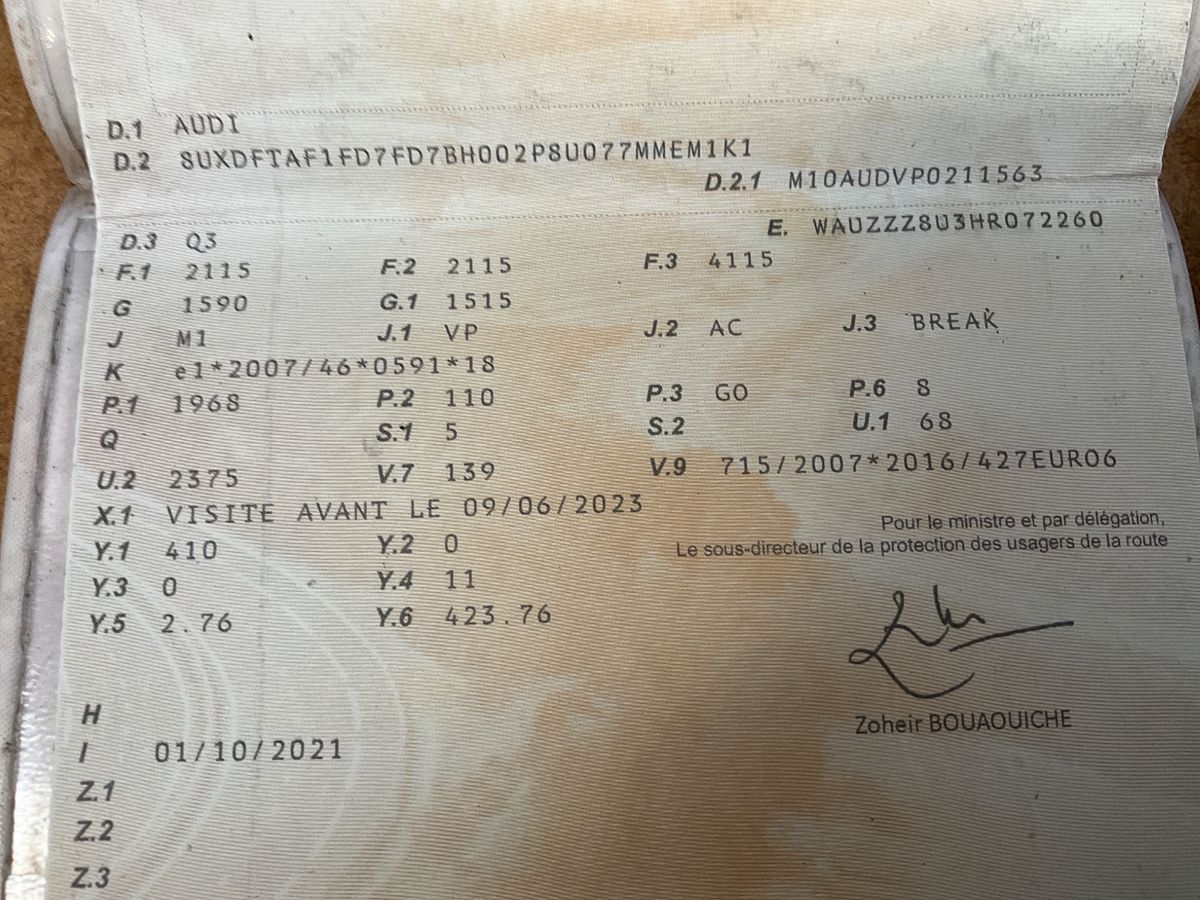 D.1 AUDI
D.2 8UXDFTAF1FD7FD7BH002P8U077MMEM1K1
D.2.1 M10AUDVP0211563
E. WAUZZZ8U3HR072260
D.3 Q3
F.1 2115 F.2 2115 F.3 4115
G 1590 G.1 1515
J M1 J.1 VP J.2 AC J.3 BREAK
K e1*2007/46*0591*18
P.1 1968 P.2 110 P.3 GO P.6 8
Q S.1 5 S.2 U.1 68
U.2 2375 V.7 139 V.9 715/2007*2016/427EURO6
X.1 VISITE AVANT LE 09/06/2023
Pour le ministre et par délégation,
Le sous-directeur de la protection des usagers de la route
Y.1 410 Y.2 0
Y.3 0 Y.4 11
Y.5 2.76 Y.6 423.76
Zoheir BOUAOUICHE
H
I 01/10/2021
Z.1
Z.2
Z.3